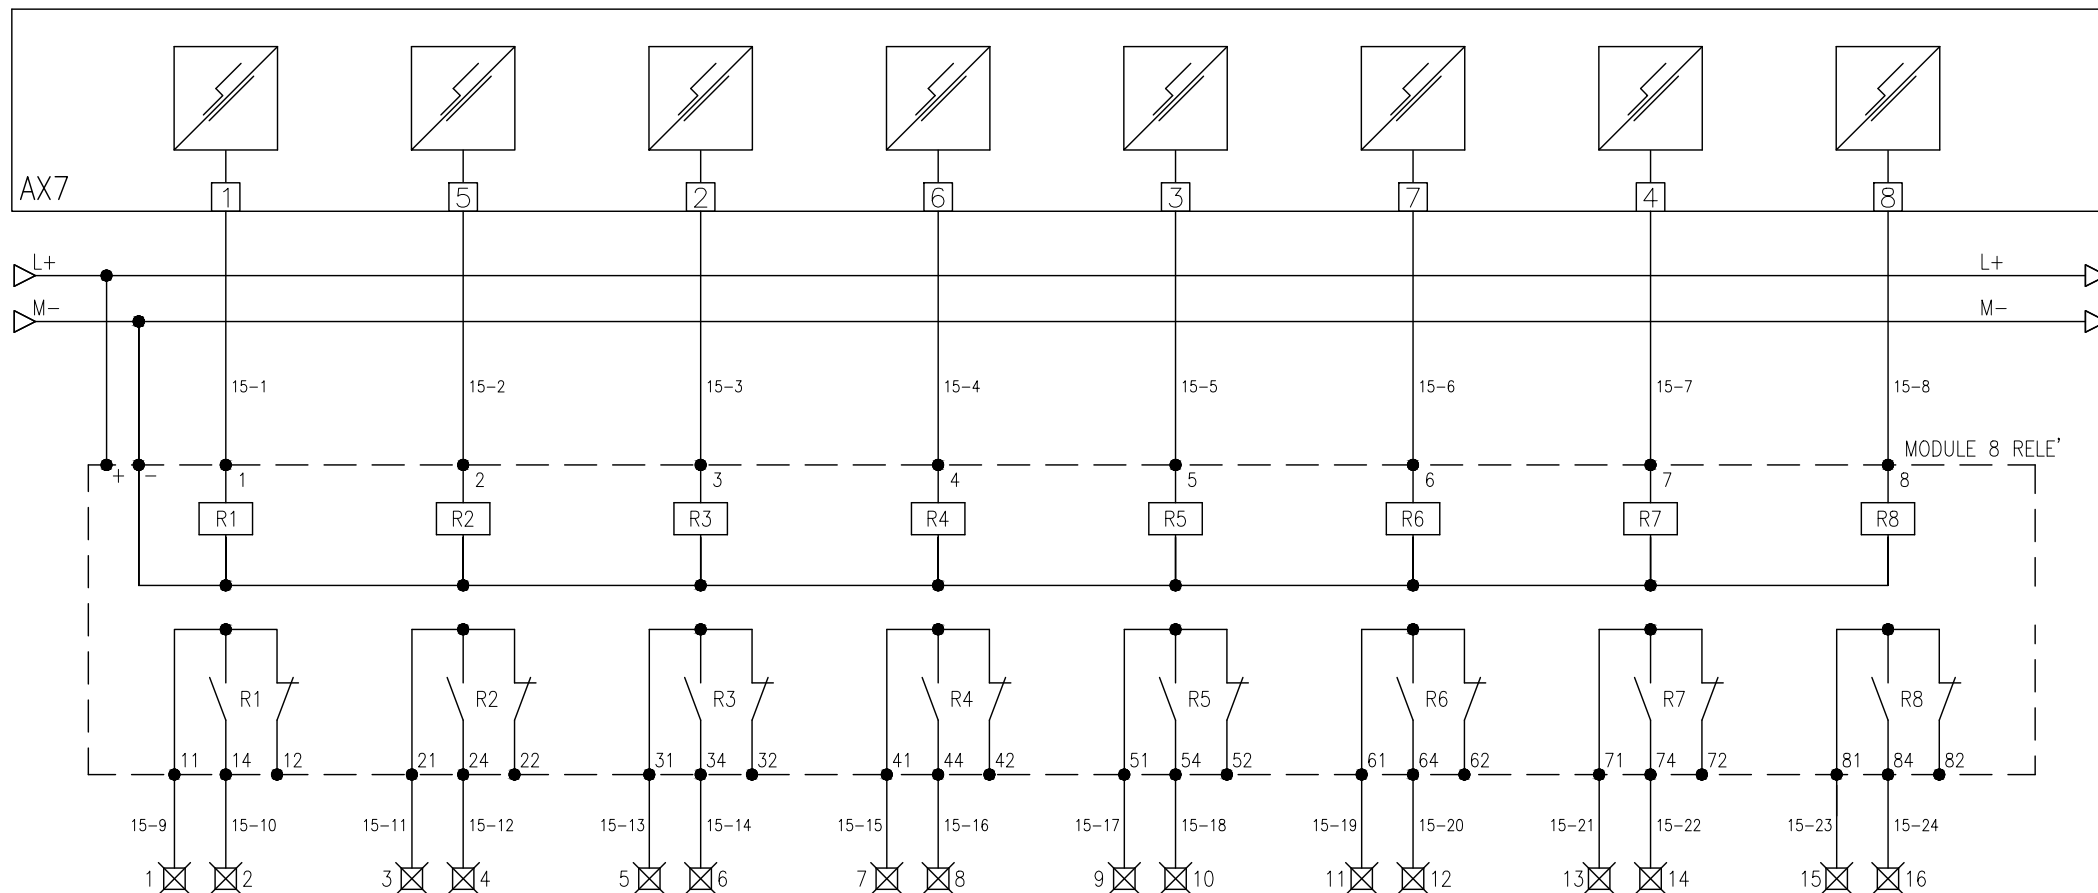 AX7 1 5 2 6 3 7 4 8
L+ L+
M- M-
15-1 15-2 15-3 15-4 15-5 15-6 15-7 15-8
MODULE 8 RELE'
+ - 1 2 3 4 5 6 7 8
R1 R2 R3 R4 R5 R6 R7 R8
R1 R2 R3 R4 R5 R6 R7 R8
11 14 12 21 24 22 31 34 32 41 44 42 51 54 52 61 64 62 71 74 72 81 84 82
15-9 15-10 15-11 15-12 15-13 15-14 15-15 15-16 15-17 15-18 15-19 15-20 15-21 15-22 15-23 15-24
1 2 3 4 5 6 7 8 9 10 11 12 13 14 15 16